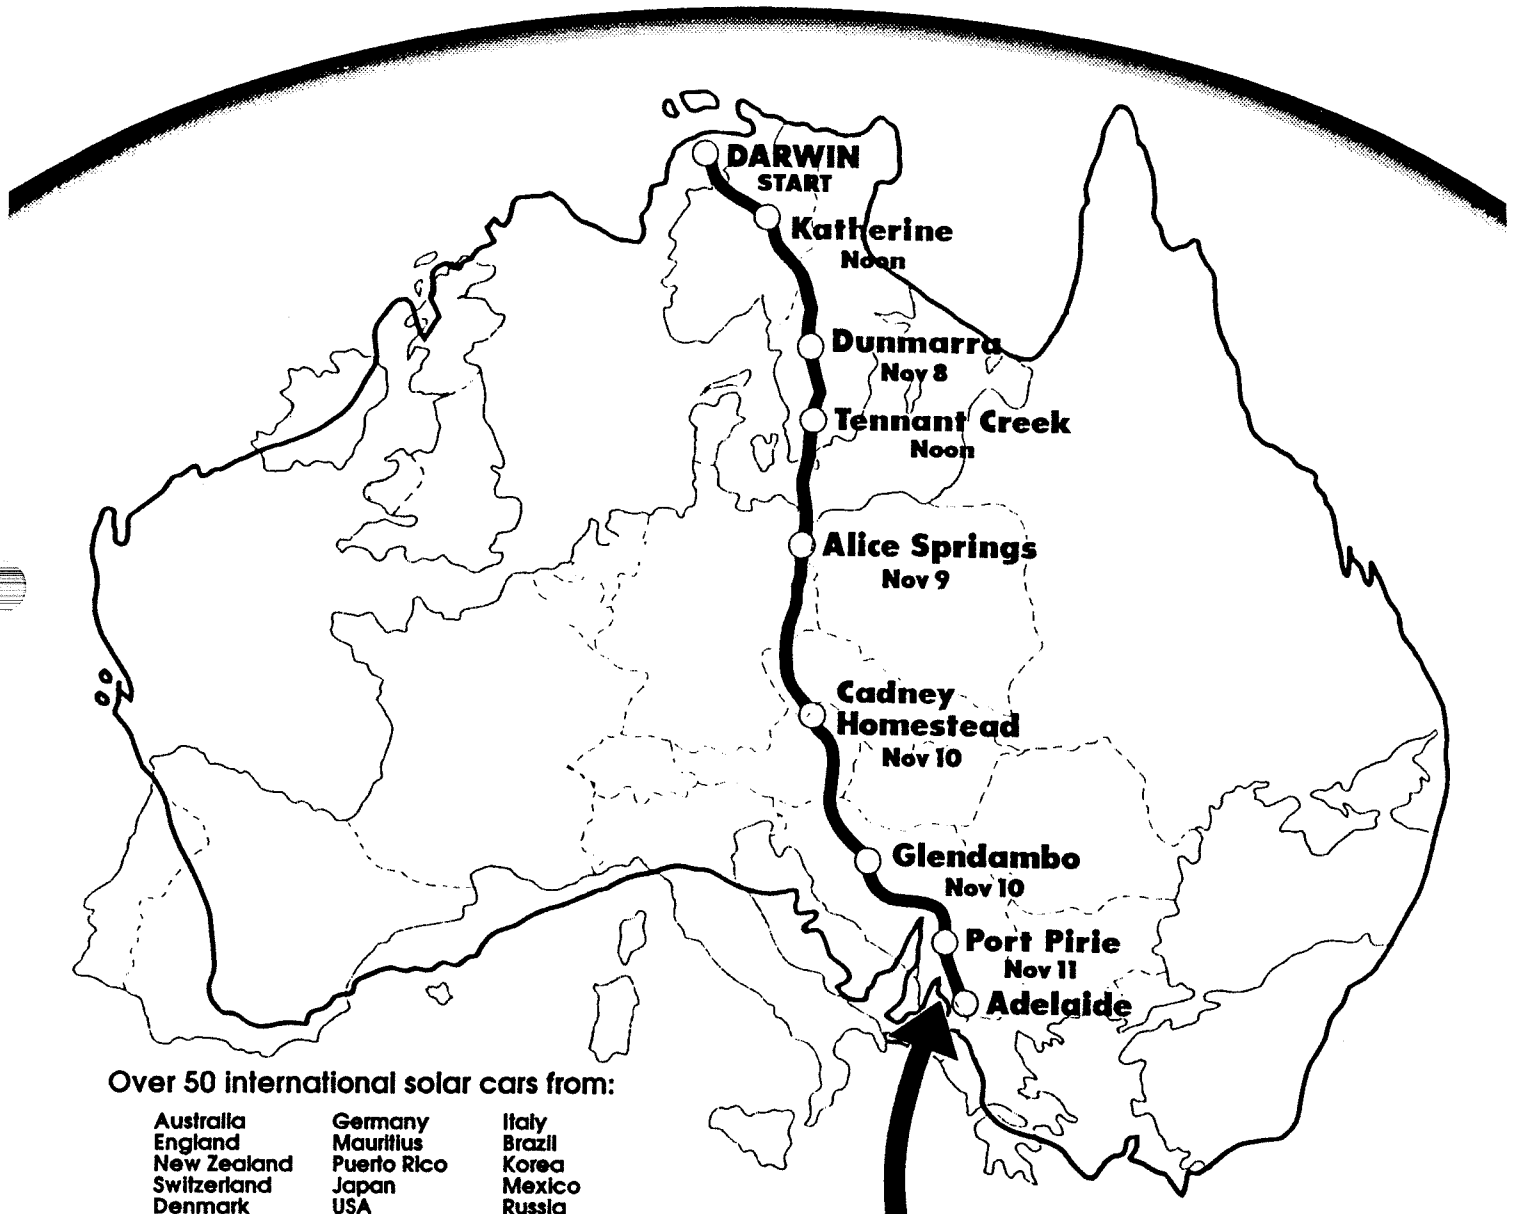 DARWIN
START
Katherine
Noon
Dunmarra
Nov 8
Tennant Creek
Noon
Alice Springs
Nov 9
Cadney
Homestead
Nov 10
Glendambo
Nov 10
Port Pirie
Nov 11
Adelaide
Over 50 international solar cars from:
Australia Germany Italy
England Mauritius Brazil
New Zealand Puerto Rico Korea
Switzerland Japan Mexico
Denmark USA Russia